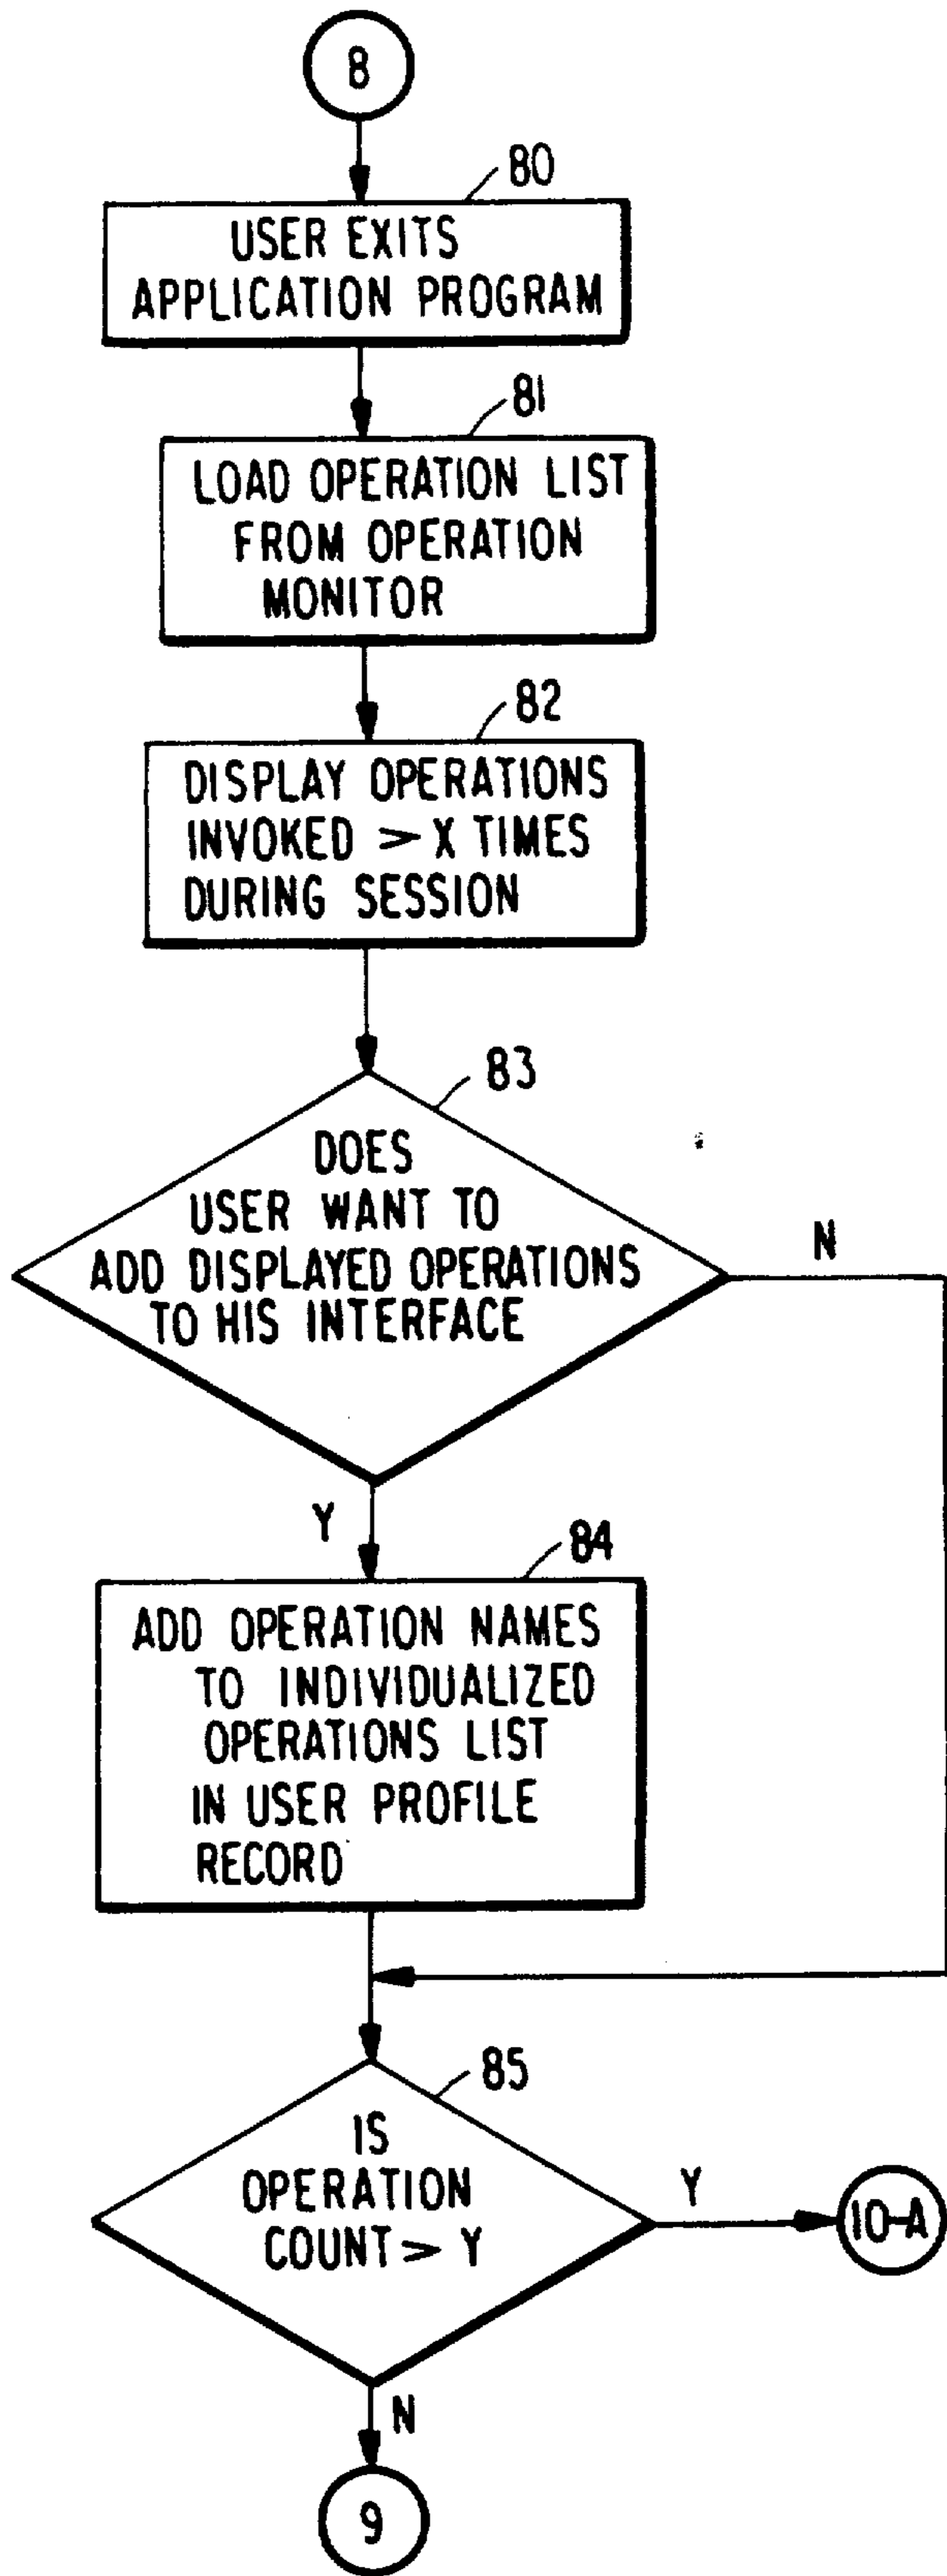 8
80
USER EXITS
APPLICATION PROGRAM
81
LOAD OPERATION LIST
FROM OPERATION
MONITOR
82
DISPLAY OPERATIONS
INVOKED > X TIMES
DURING SESSION
83
DOES
USER WANT TO
ADD DISPLAYED OPERATIONS
TO HIS INTERFACE
N
Y
84
ADD OPERATION NAMES
TO INDIVIDUALIZED
OPERATIONS LIST
IN USER PROFILE
RECORD
85
IS
OPERATION
COUNT > Y
Y
10-A
N
9